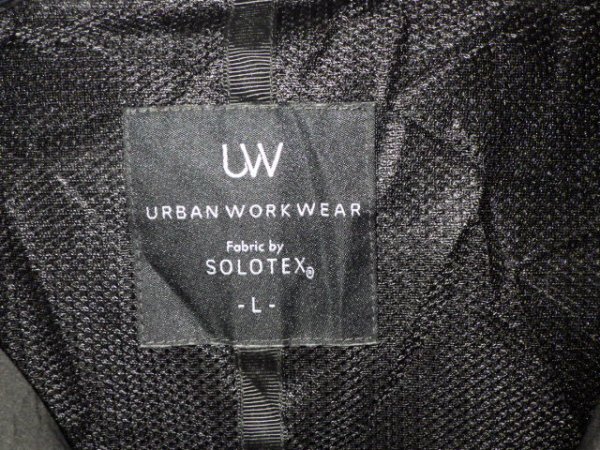 UW
URBAN WORKWEAR
Fabric by
SOLOTEX®
- L -